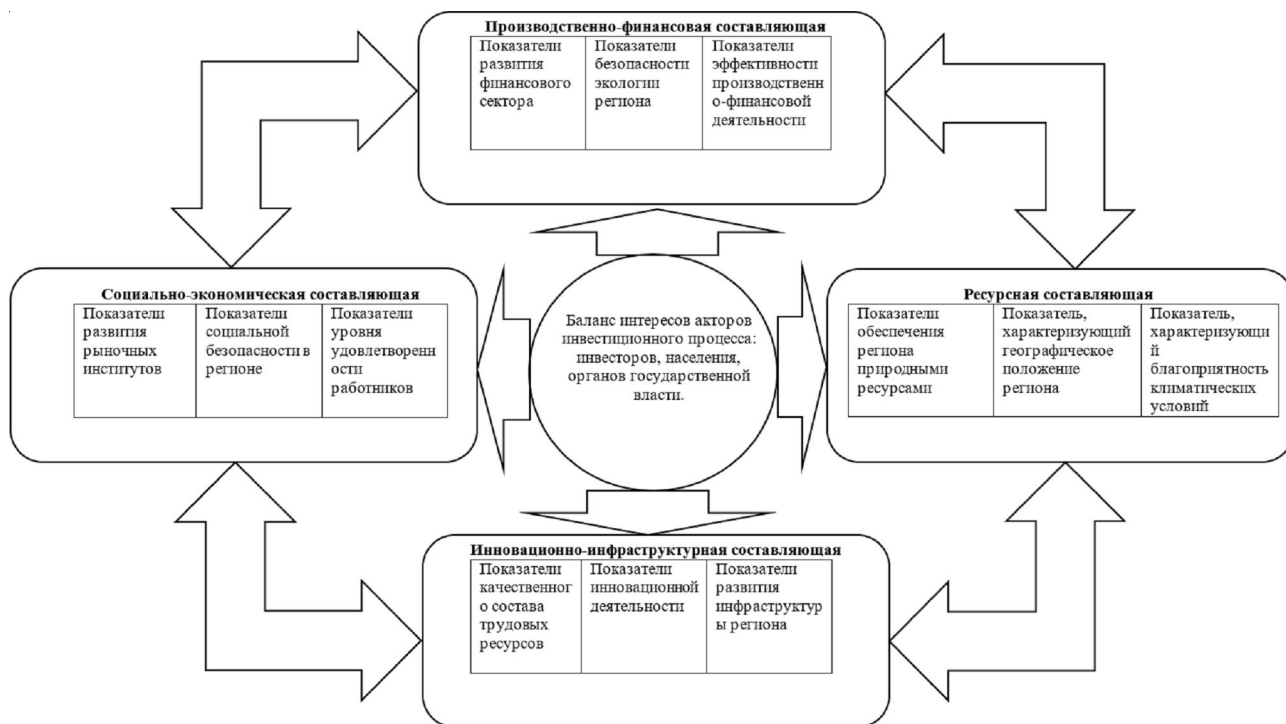 Производственно-финансовая составляющая
Показатели
развития
финансового
сектора
Показатели
безопасности
экологии
региона
Показатели
эффективности
производственн
о-финансовой
деятельности
Социально-экономическая составляющая
Показатели
развития
рыночных
институтов
Показатели
социальной
безопасности в
регионе
Показатели
уровня
удовлетворенн
ости
работников
Баланс интересов акторов
инвестиционного процесса:
инвесторов, населения,
органов государственной
власти.
Ресурсная составляющая
Показатели
обеспечения
региона
природными
ресурсами
Показатель,
характеризующий
географическое
положение
региона
Показатель,
характеризующи
й
благоприятность
климатических
условий
Инновационно-инфраструктурная составляющая
Показатели
качественног
о состава
трудовых
ресурсов
Показатели
инновационной
деятельности
Показатели
развития
инфраструктур
ы региона